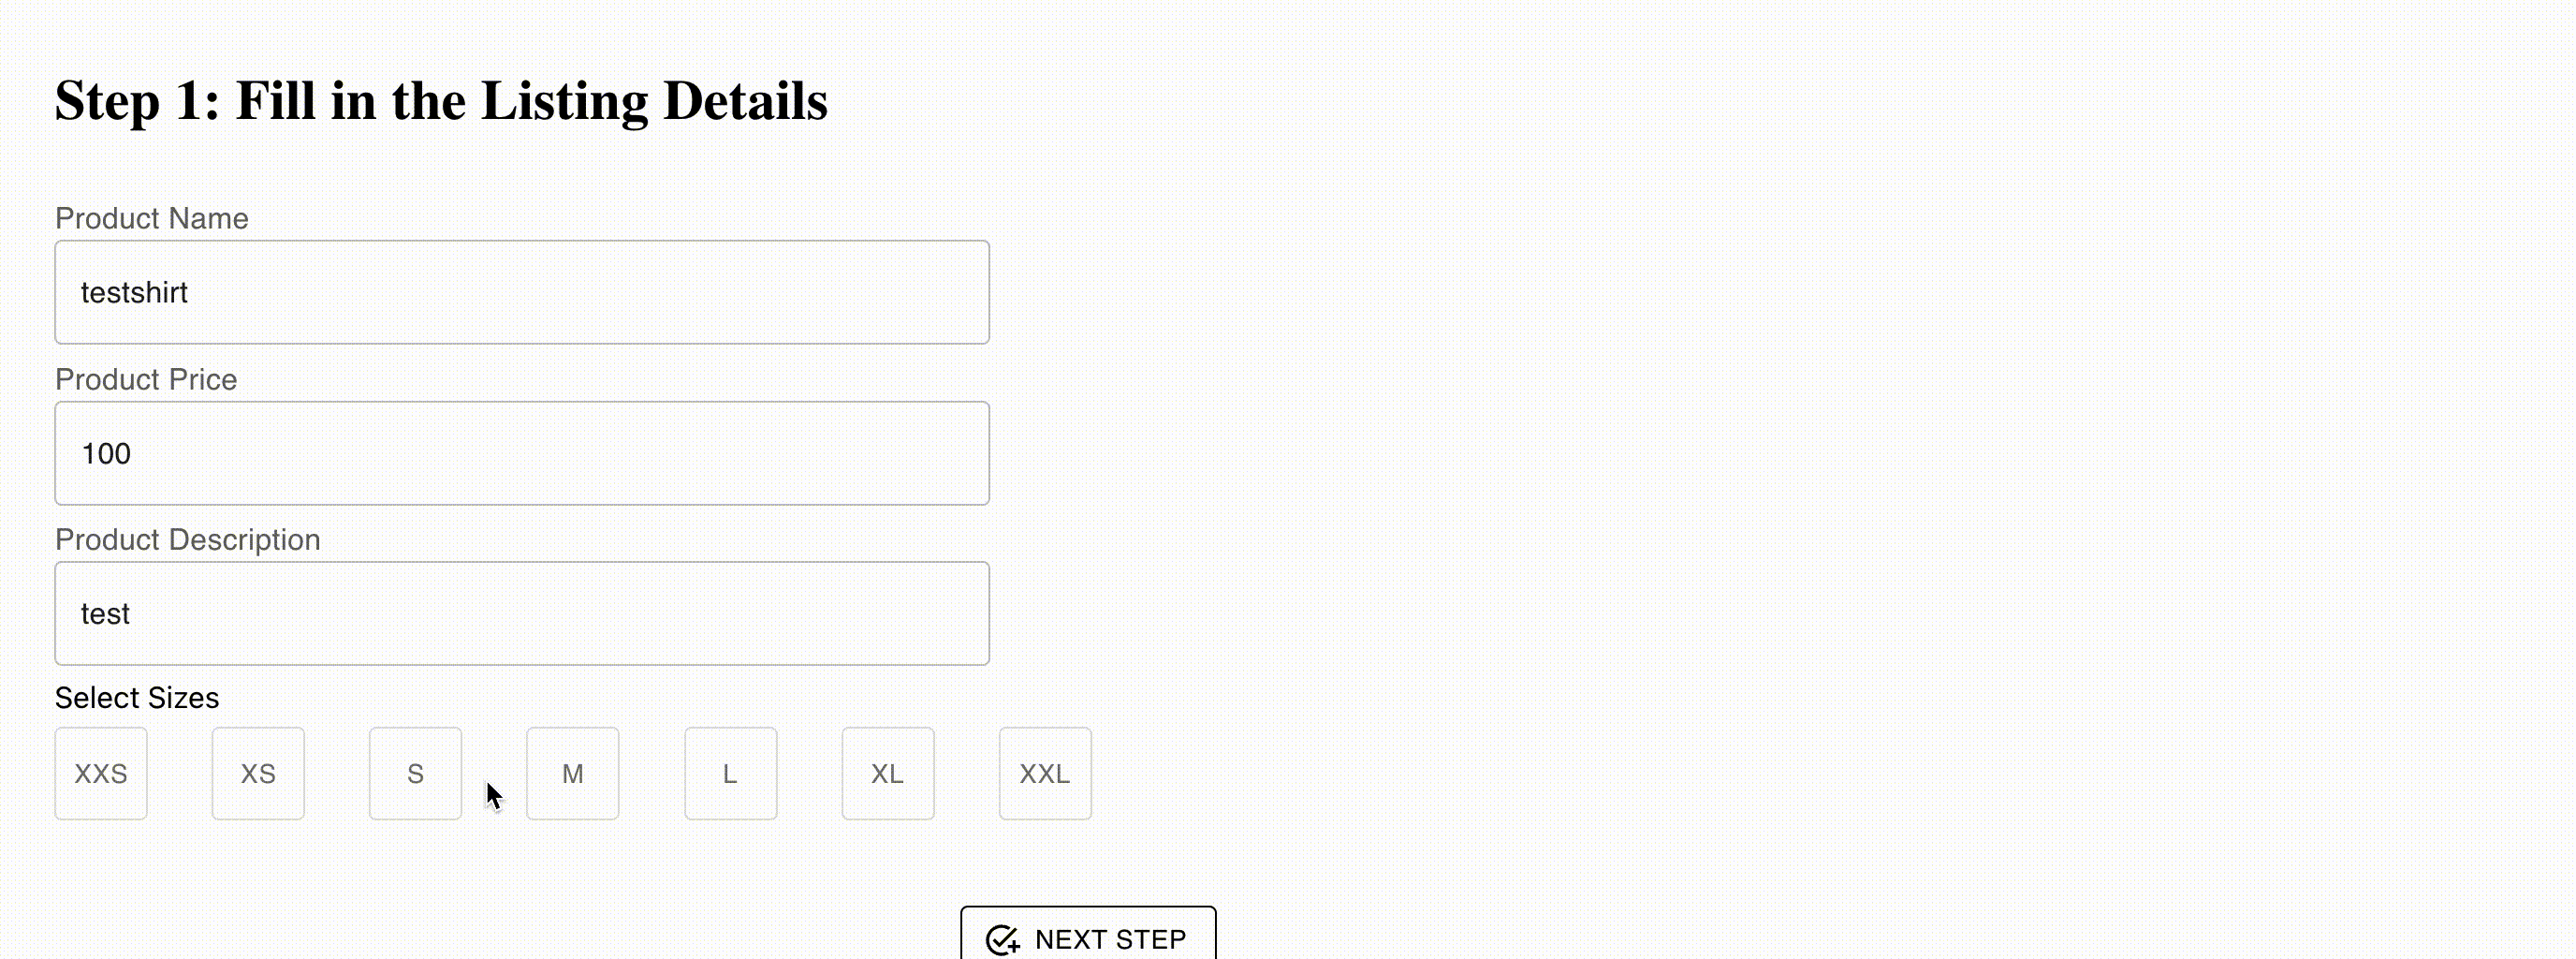 Step 1: Fill in the Listing Details
Product Name
testshirt
Product Price
100
Product Description
test
Select Sizes
XXS XS S M L XL XXL
NEXT STEP